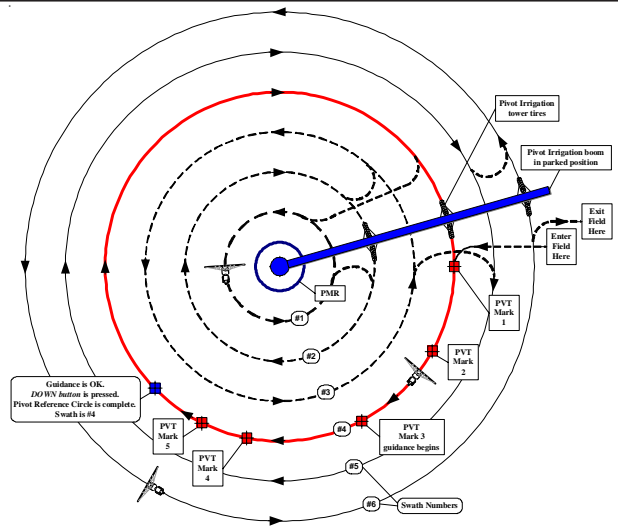 Pivot Irrigation
tower tires
Pivot Irrigation boom
in parked position
Exit
Field
Here
Enter
Field
Here
PMR
PVT
Mark
1
#1
PVT
Mark
2
#2
Guidance is OK.
DOWN button is pressed.
Pivot Reference Circle is complete.
Swath is #4
#3
PVT
Mark
5
#4
PVT
Mark 3
guidance begins
PVT
Mark
4
#5
#6
Swath Numbers